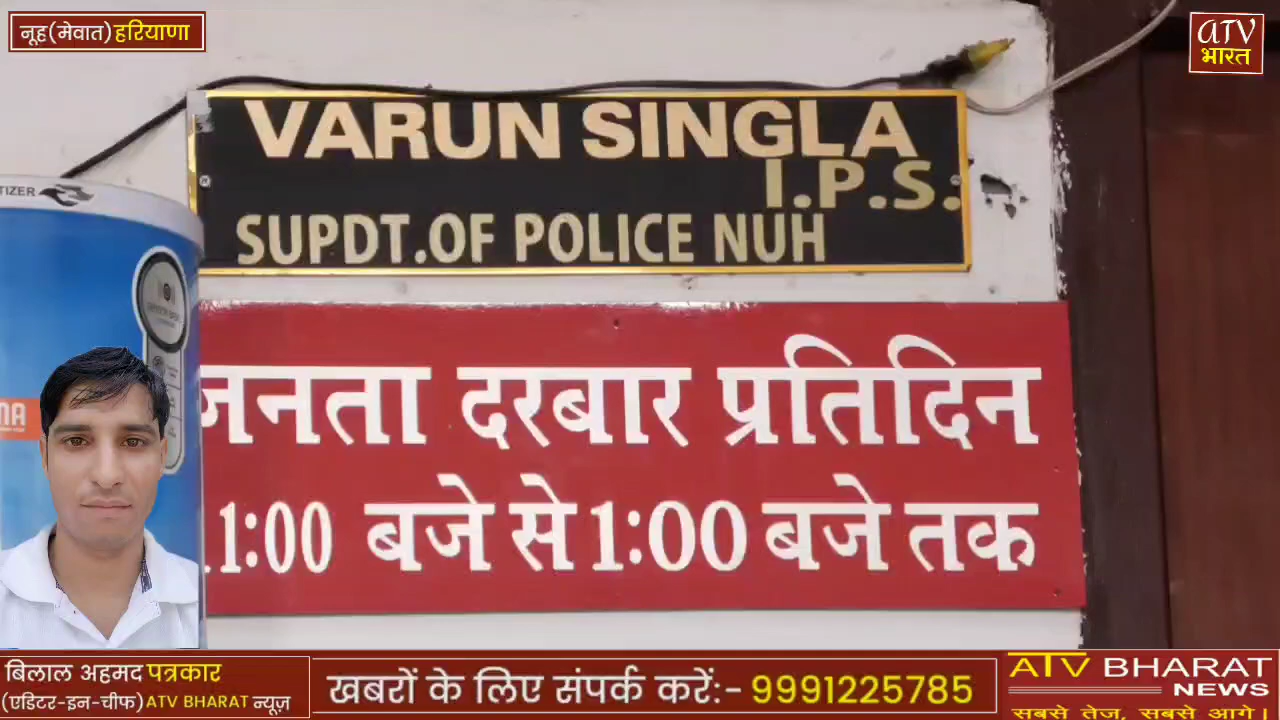 नूह(मेवात) हरियाणा
ATV
भारत
VARUN SINGLA
I.P.S.
SUPDT.OF POLICE NUH
TIZER
जनता दरबार प्रतिदिन
11:00 बजे से 1:00 बजे तक
बिलाल अहमद पत्रकार
(एडिटर-इन-चीफ) ATV BHARAT न्यूज़
खबरों के लिए संपर्क करें:- 9991225785
ATV BHARAT
NEWS
सबसे तेज, सबसे आगे।